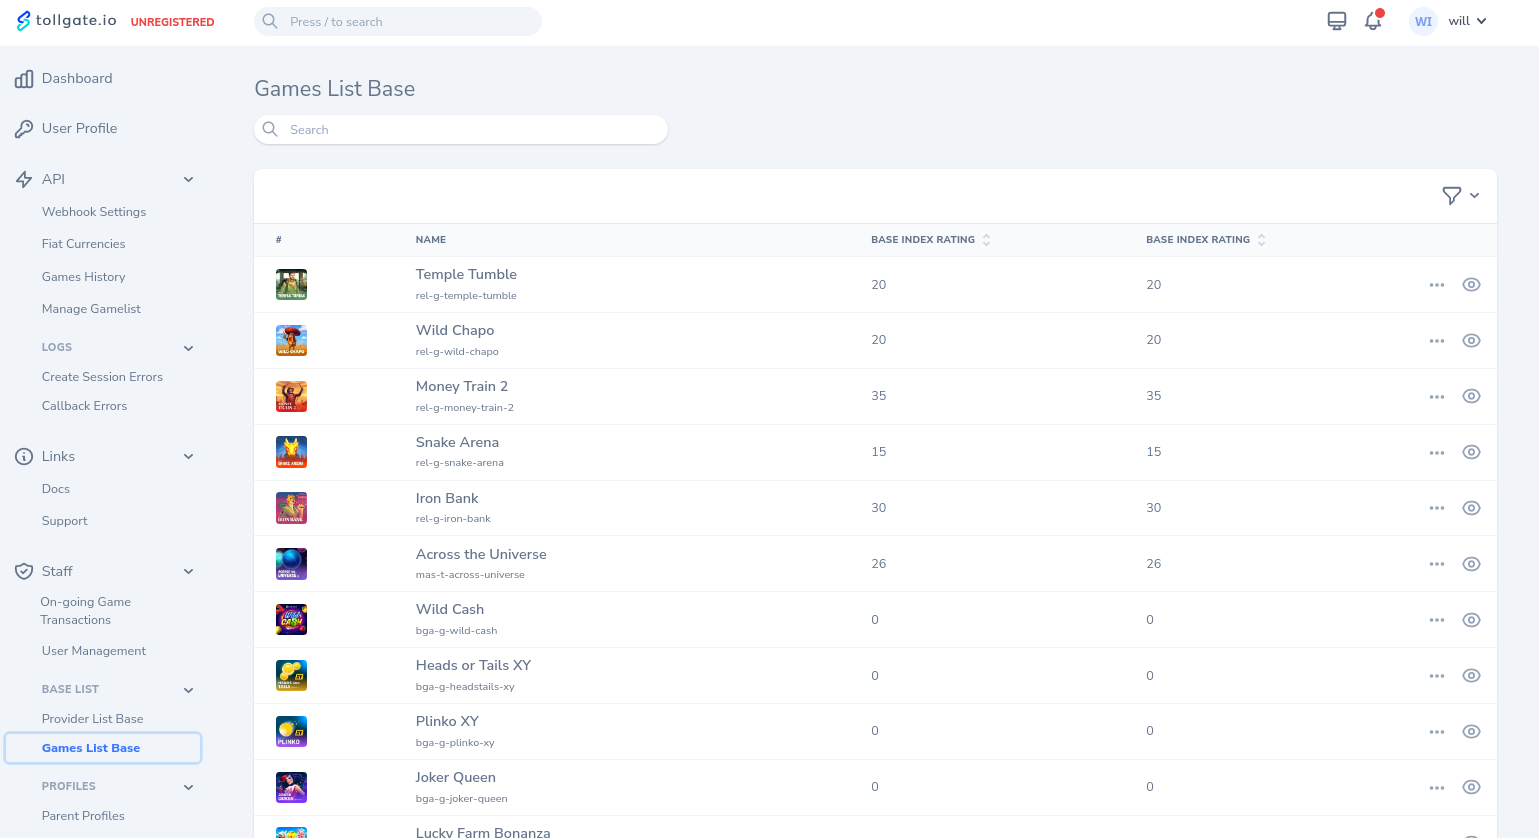 tollgate.io UNREGISTERED
Press / to search
WI will
Dashboard
User Profile
API
Webhook Settings
Fiat Currencies
Games History
Manage Gamelist
LOGS
Create Session Errors
Callback Errors
Links
Docs
Support
Staff
On-going Game
Transactions
User Management
BASE LIST
Provider List Base
Games List Base
PROFILES
Parent Profiles
Games List Base
Search
# NAME BASE INDEX RATING BASE INDEX RATING
Temple Tumble
rel-g-temple-tumble
20 20
Wild Chapo
rel-g-wild-chapo
20 20
Money Train 2
rel-g-money-train-2
35 35
Snake Arena
rel-g-snake-arena
15 15
Iron Bank
rel-g-iron-bank
30 30
Across the Universe
mas-t-across-universe
26 26
Wild Cash
bga-g-wild-cash
0 0
Heads or Tails XY
bga-g-headstails-xy
0 0
PLINKO
Plinko XY
bga-g-plinko-xy
0 0
Joker Queen
bga-g-joker-queen
0 0
Lucky Farm Bonanza